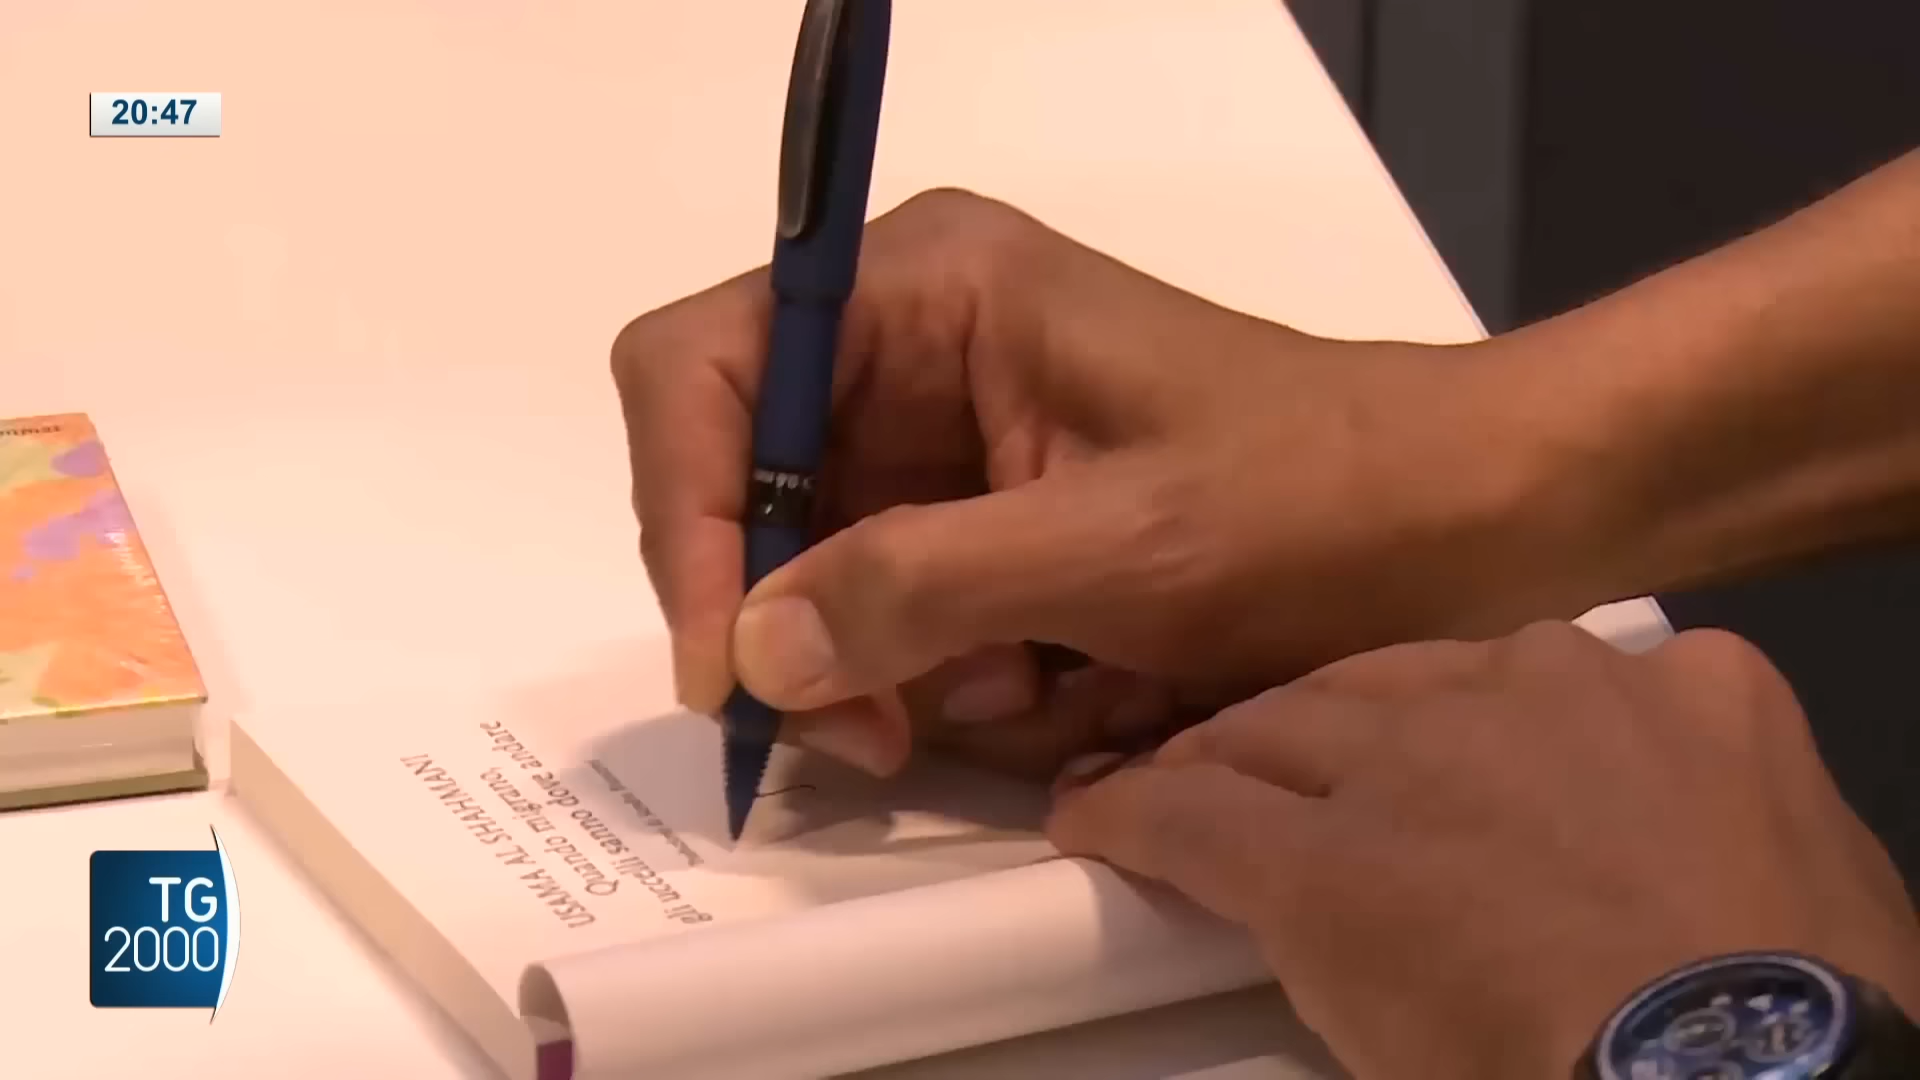 20:47
USAMA AL SHAHMANI
Quando migrano,
gli uccelli sanno dove andare
TG
2000